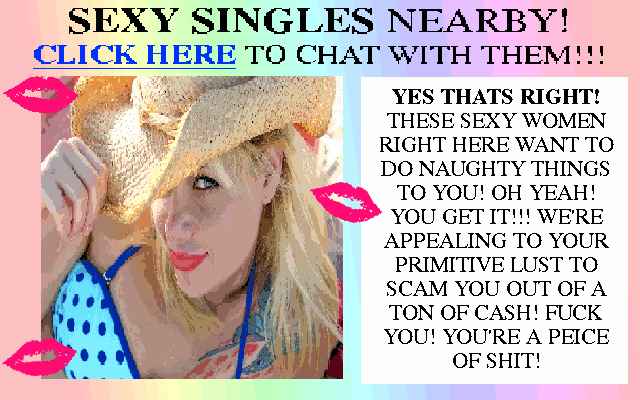 SEXY SINGLES NEARBY!
CLICK HERE TO CHAT WITH THEM!!!
YES THATS RIGHT!
THESE SEXY WOMEN
RIGHT HERE WANT TO
DO NAUGHTY THINGS
TO YOU! OH YEAH!
YOU GET IT!!! WE'RE
APPEALING TO YOUR
PRIMITIVE LUST TO
SCAM YOU OUT OF A
TON OF CASH! FUCK
YOU! YOU'RE A PEICE
OF SHIT!